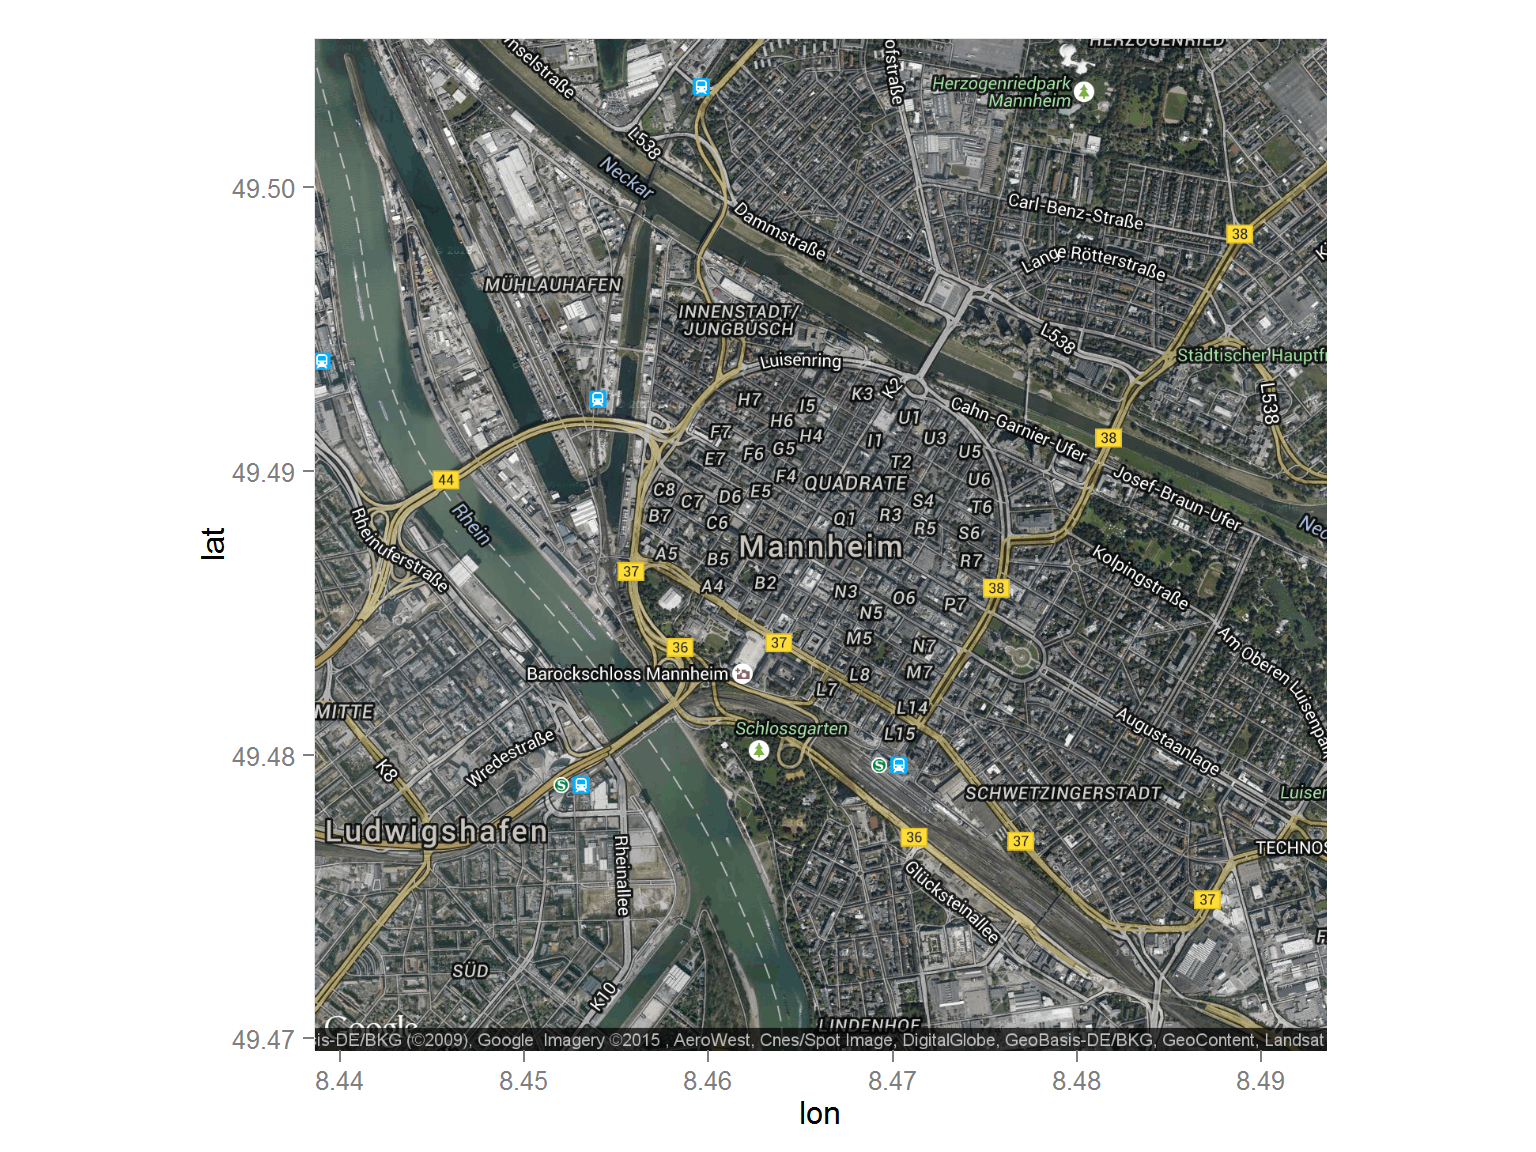 HERZOGENRIED
Herzogenriedpark
Mannheim
L538
Neckar
49.50
Carl-Benz-Straße
Dammstraße
38
Lange Rötterstraße
MÜHLAUHAFEN
INNENSTADT/
JUNGBUSCH
L538
Städtischer Hauptfr
Luisenring
K3
K2
H7
I5
L538
H6
U1
Cahn-Garnier-Ufer
F7
H4
I1
U3
38
G5
F6
U5
E7
T2
49.49
F4
44
QUADRATE
U6
Josef-Braun-Ufer
C8
E5
D6
C7
S4
T6
B7
Q1
R3
C6
Rhein
R5
S6
lat
Rheinuferstraße
Mannheim
A5
B5
R7
Kolpingstraße
37
A4
B2
38
N3
O6
P7
N5
M5
37
36
N7
Am Oberen Luisenpark
Barockschloss Mannheim
L8
M7
L7
MITTE
L14
Schlossgarten
L15
Augustaanlage
49.48
Wredestraße
K8
S
S
SCHWETZINGERSTADT
Luisen
Ludwigshafen
36
37
TECHNOS
Rheinallee
Glücksteinallee
37
SÜD
K10
LINDENHOF
Google
49.47
is-DE/BKG (©2009), Google Imagery ©2015 , AeroWest, Cnes/Spot Image, DigitalGlobe, GeoBasis-DE/BKG, GeoContent, Landsat
8.44 8.45 8.46 8.47 8.48 8.49
lon